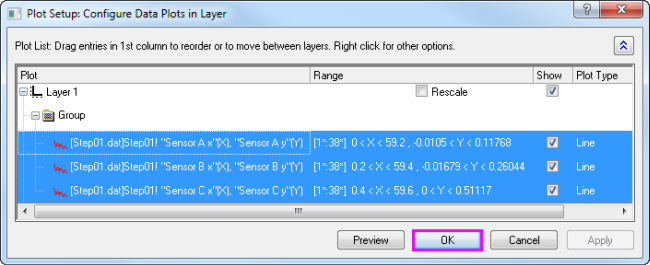 Plot Setup: Configure Data Plots in Layer
Plot List: Drag entries in 1st column to reorder or to move between layers. Right click for other options.
Plot Range Show Plot Type
Layer 1 Rescale
Group
[Step01.dat]Step01! "Sensor A x"(X), "Sensor A y"(Y) [1*:38*] 0 < X < 59.2 , -0.0105 < Y < 0.11768 Line
[Step01.dat]Step01! "Sensor B x"(X), "Sensor B y"(Y) [1*:38*] 0.2 < X < 59.4 , -0.01679 < Y < 0.26044 Line
[Step01.dat]Step01! "Sensor C x"(X), "Sensor C y"(Y) [1*:38*] 0.4 < X < 59.6 , 0 < Y < 0.51117 Line
Preview OK Cancel Apply